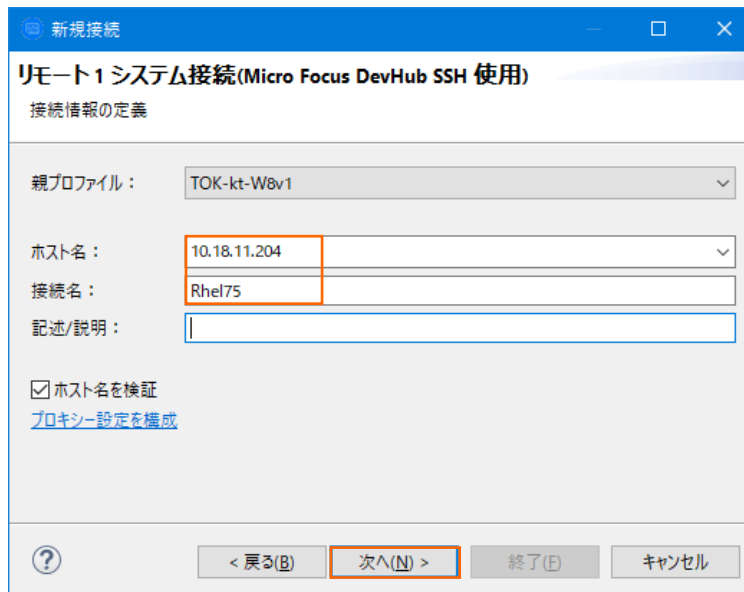 新規接続
リモート1 システム接続(Micro Focus DevHub SSH 使用)
接続情報の定義
親プロファイル： TOK-kt-W8v1
ホスト名： 10.18.11.204
接続名： Rhel75
記述/説明：
ホスト名を検証
プロキシー設定を構成
< 戻る(B) 次へ(N) > 終了(F) キャンセル